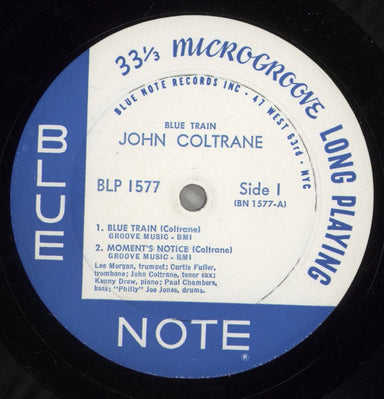 33⅓ MICROGROOVE LONG PLAYING
BLUE NOTE RECORDS INC • 47 WEST 63rd • NYC
BLUE TRAIN
JOHN COLTRANE
BLP 1577
Side 1
(BN 1577-A)
1. BLUE TRAIN (Coltrane)
GROOVE MUSIC - BMI
2. MOMENT'S NOTICE (Coltrane)
GROOVE MUSIC - BMI
Lee Morgan, trumpet; Curtis Fuller,
trombone; John Coltrane, tenor sax;
Kenny Drew, piano; Paul Chambers,
bass; "Philly" Joe Jones, drums.
BLUE
NOTE ®